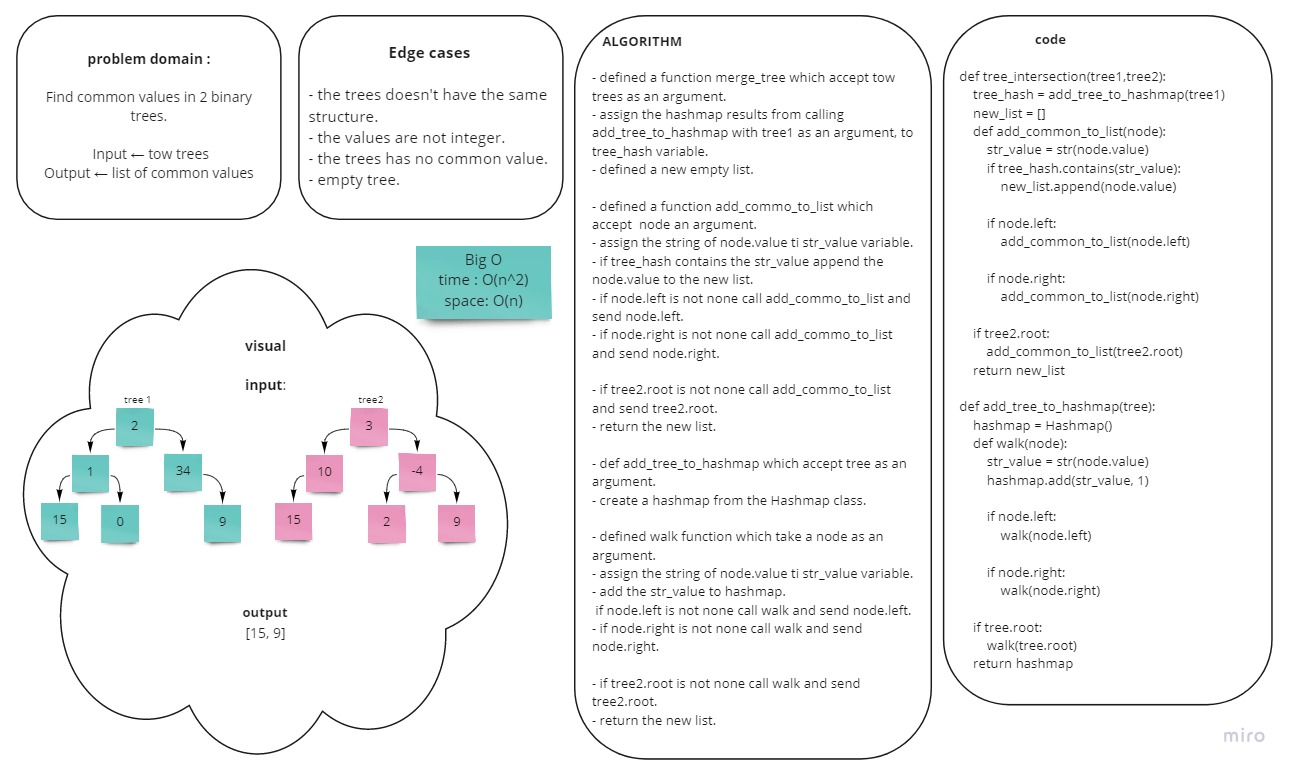 problem domain :
Find common values in 2 binary
trees.
Input ← tow trees
Output ← list of common values
Edge cases
- the trees doesn't have the same
structure.
- the values are not integer.
- the trees has no common value.
- empty tree.
Big O
time : O(n^2)
space: O(n)
visual
input:
tree 1
tree2
2
3
1
34
10
-4
15
0
9
15
2
9
output
[15, 9]
ALGORITHM
- defined a function merge_tree which accept tow
trees as an argument.
- assign the hashmap results from calling
add_tree_to_hashmap with tree1 as an argument, to
tree_hash variable.
- defined a new empty list.
- defined a function add_commo_to_list which
accept  node an argument.
- assign the string of node.value ti str_value variable.
- if tree_hash contains the str_value append the
node.value to the new list.
- if node.left is not none call add_commo_to_list and
send node.left.
- if node.right is not none call add_commo_to_list
and send node.right.
- if tree2.root is not none call add_commo_to_list
and send tree2.root.
- return the new list.
- def add_tree_to_hashmap which accept tree as an
argument.
- create a hashmap from the Hashmap class.
- defined walk function which take a node as an
argument.
- assign the string of node.value ti str_value variable.
- add the str_value to hashmap.
if node.left is not none call walk and send node.left.
- if node.right is not none call walk and send
node.right.
- if tree2.root is not none call walk and send
tree2.root.
- return the new list.
code
def tree_intersection(tree1,tree2):
tree_hash = add_tree_to_hashmap(tree1)
new_list = []
def add_common_to_list(node):
str_value = str(node.value)
if tree_hash.contains(str_value):
new_list.append(node.value)
if node.left:
add_common_to_list(node.left)
if node.right:
add_common_to_list(node.right)
if tree2.root:
add_common_to_list(tree2.root)
return new_list
def add_tree_to_hashmap(tree):
hashmap = Hashmap()
def walk(node):
str_value = str(node.value)
hashmap.add(str_value, 1)
if node.left:
walk(node.left)
if node.right:
walk(node.right)
if tree.root:
walk(tree.root)
return hashmap
miro